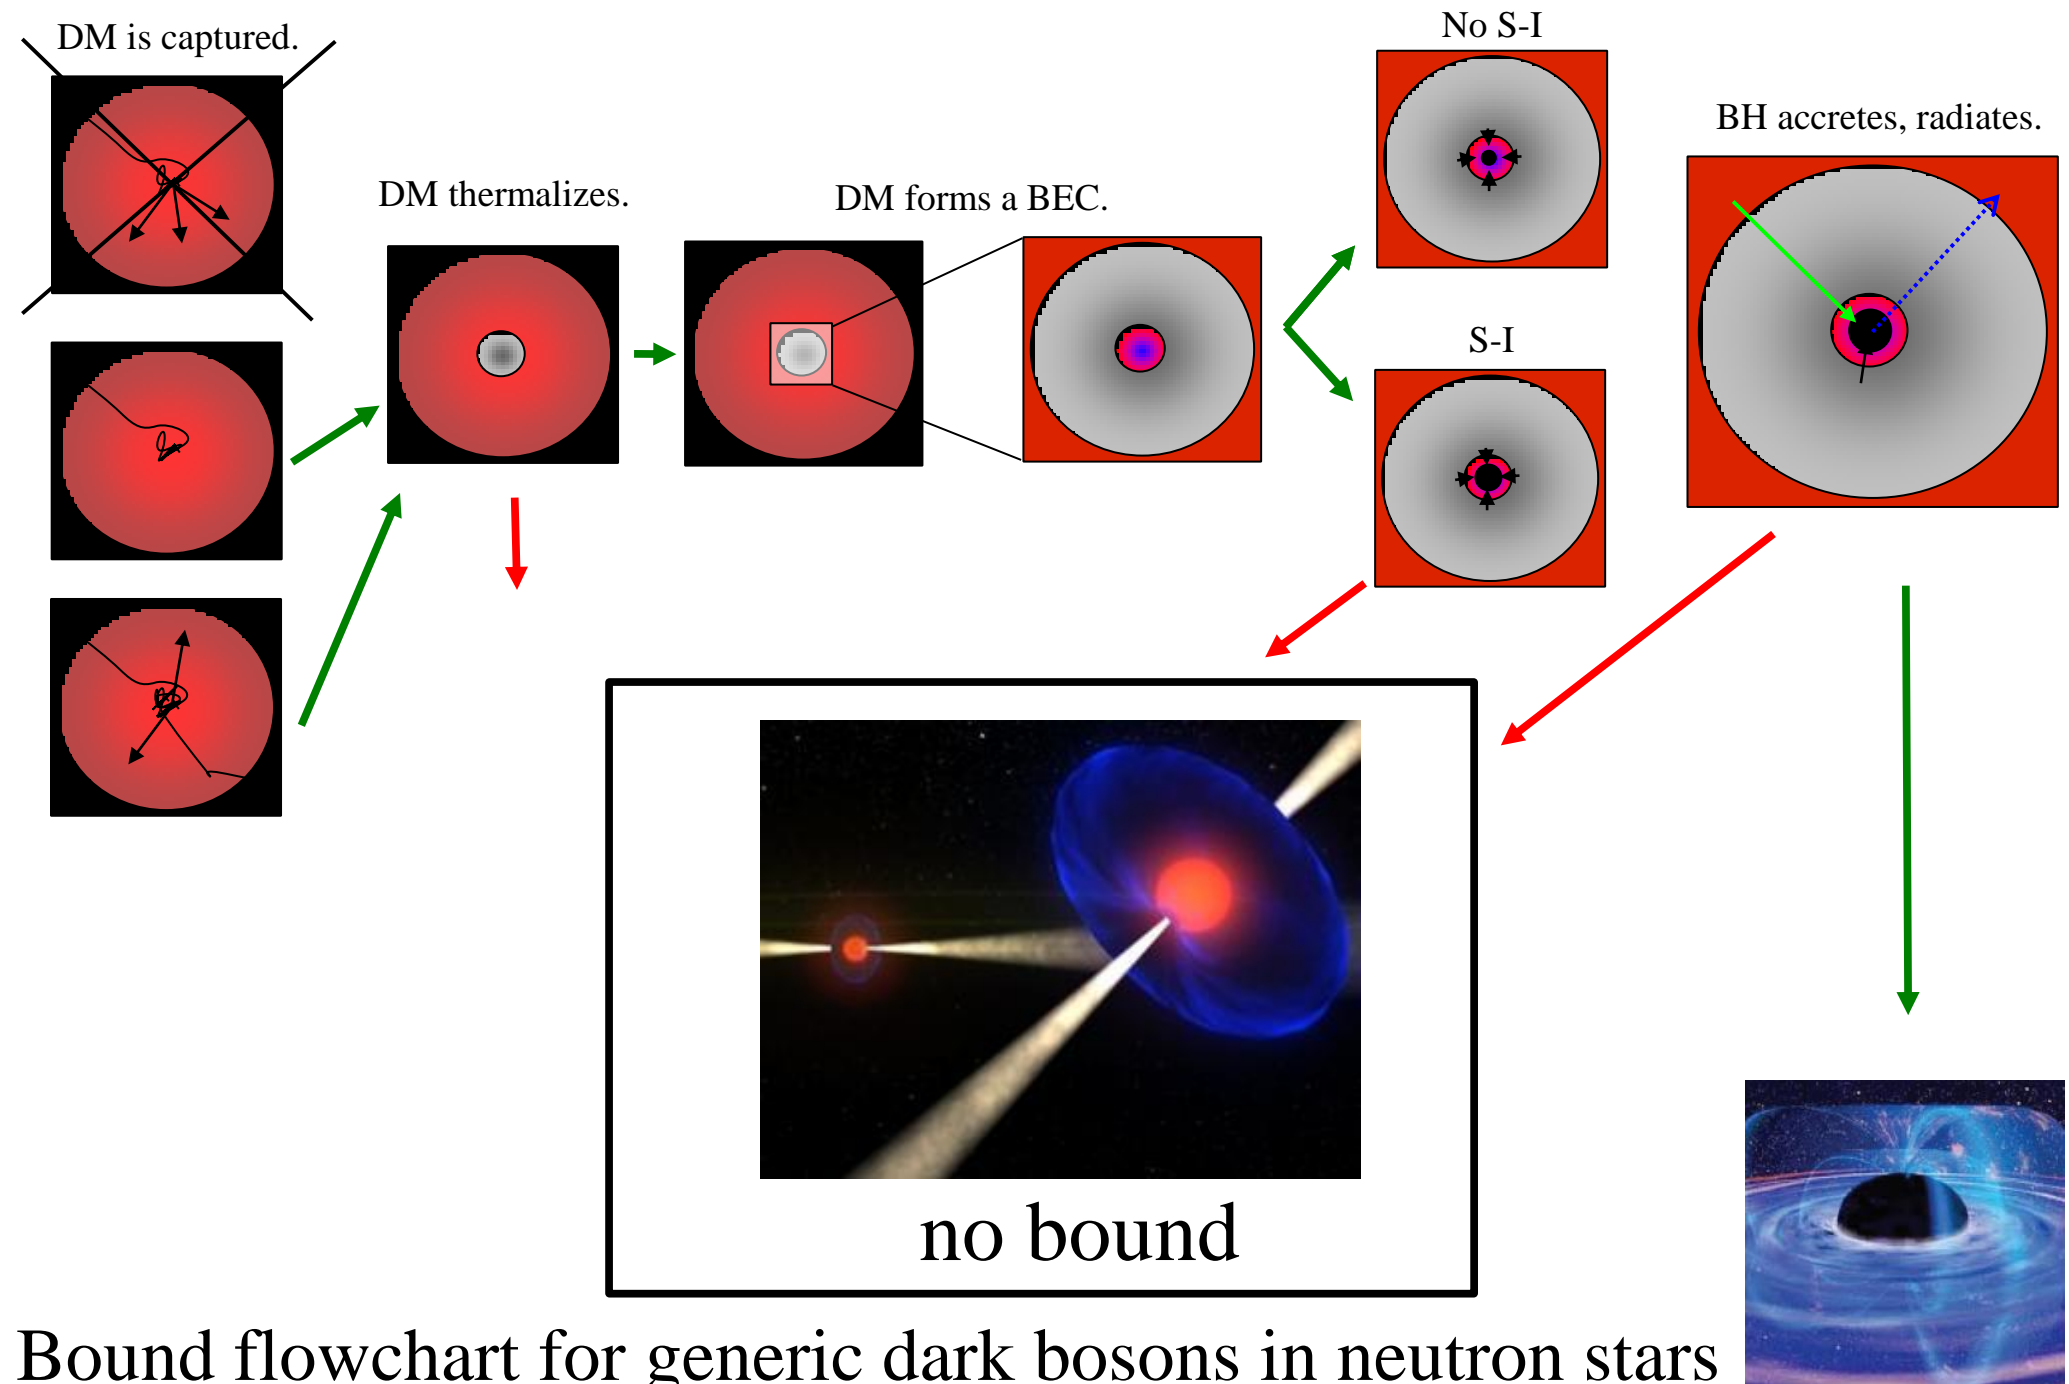 DM is captured.
No S-I
BH accretes, radiates.
DM thermalizes.
DM forms a BEC.
S-I
no bound
Bound flowchart for generic dark bosons in neutron stars